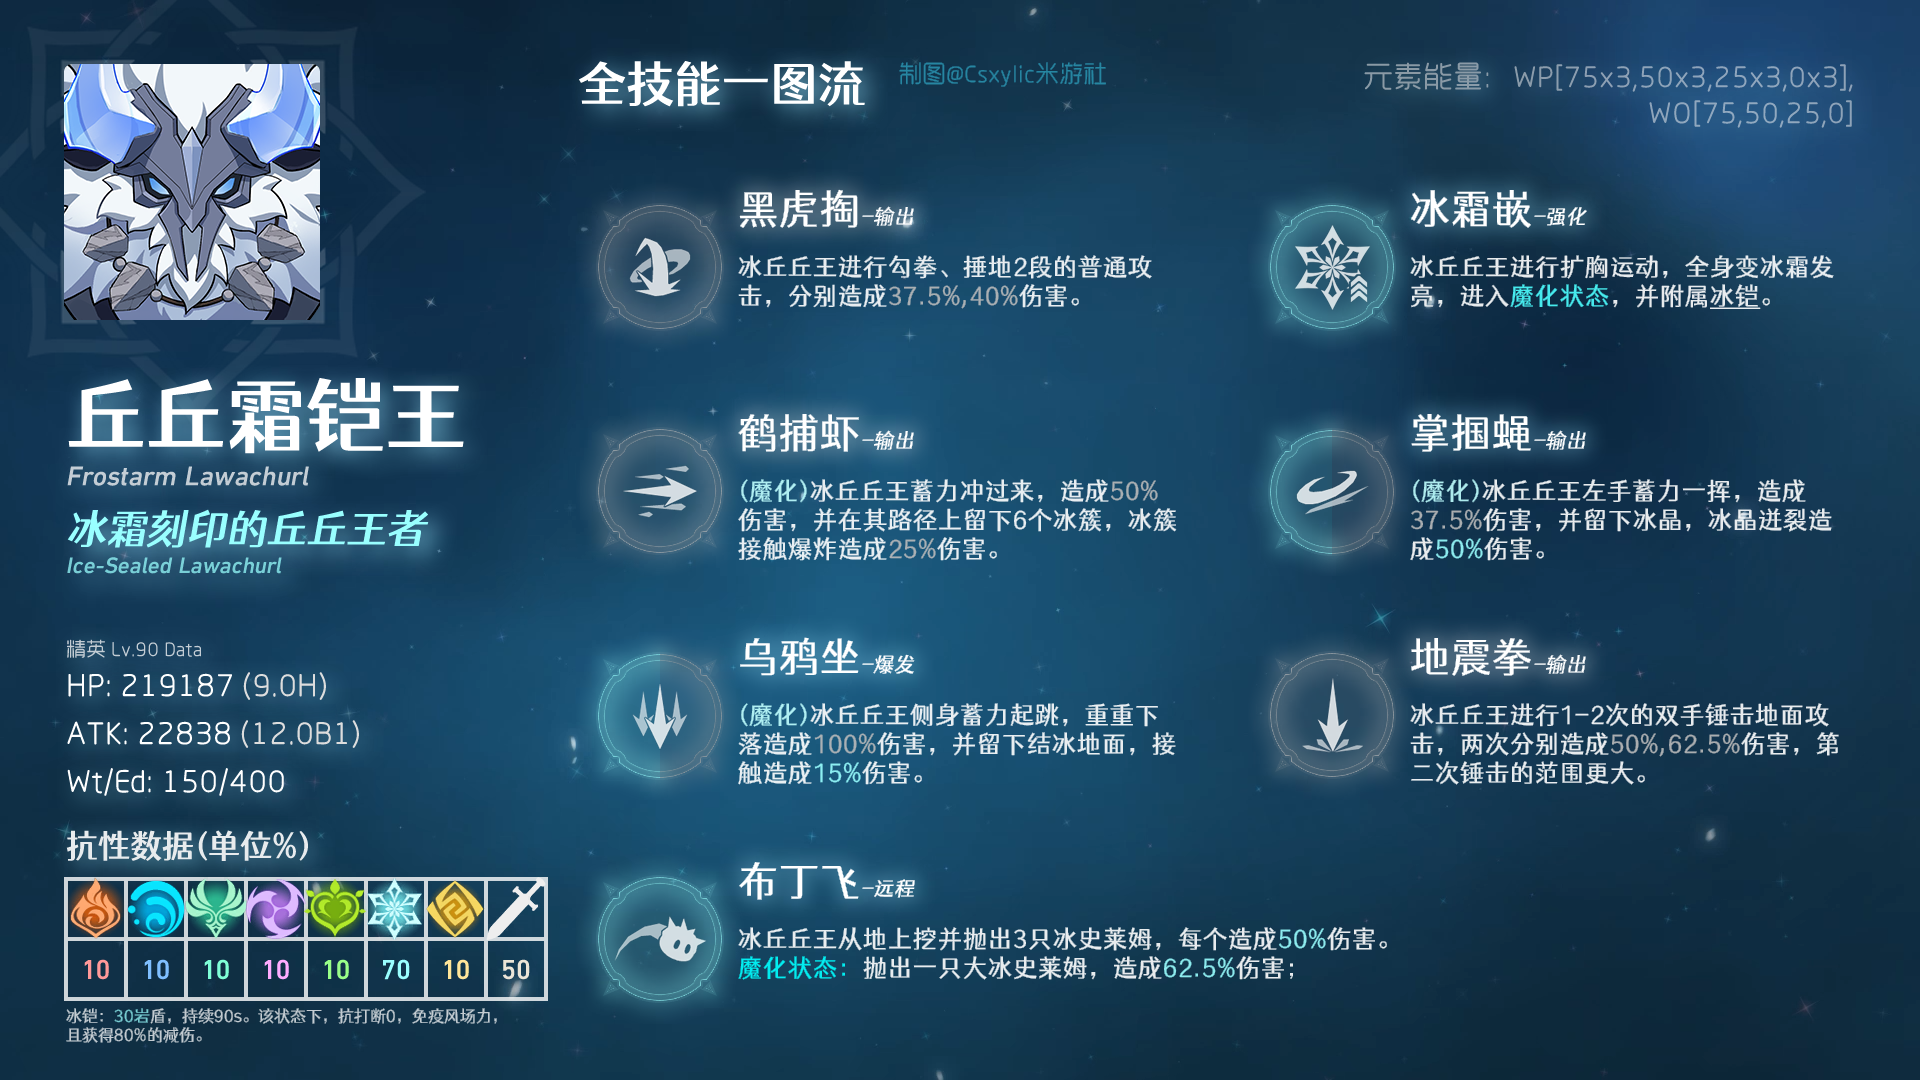 全技能一图流
制图@Csxylic米游社
元素能量： WP[75x3,50x3,25x3,0x3],
WO[75,50,25,0]
丘丘霜铠王
Frostarm Lawachurl
冰霜刻印的丘丘王者
Ice-Sealed Lawachurl
精英 Lv.90 Data
HP: 219187 (9.0H)
ATK: 22838 (12.0B1)
Wt/Ed: 150/400
抗性数据(单位%)
10 10 10 10 10 70 10 50
冰铠：30岩盾，持续90s。该状态下，抗打断0，免疫风场力，
且获得80%的减伤。
黑虎掏-输出
冰丘丘王进行勾拳、捶地2段的普通攻
击，分别造成37.5%,40%伤害。
冰霜嵌-强化
冰丘丘王进行扩胸运动，全身变冰霜发
亮，进入魔化状态，并附属冰铠。
鹤捕虾-输出
(魔化)冰丘丘王蓄力冲过来，造成50%
伤害，并在其路径上留下6个冰簇，冰簇
接触爆炸造成25%伤害。
掌掴蝇-输出
(魔化)冰丘丘王左手蓄力一挥，造成
37.5%伤害，并留下冰晶，冰晶迸裂造
成50%伤害。
乌鸦坐-爆发
(魔化)冰丘丘王侧身蓄力起跳，重重下
落造成100%伤害，并留下结冰地面，接
触造成15%伤害。
地震拳-输出
冰丘丘王进行1-2次的双手锤击地面攻
击，两次分别造成50%,62.5%伤害，第
二次锤击的范围更大。
布丁飞-远程
冰丘丘王从地上挖并抛出3只冰史莱姆，每个造成50%伤害。
魔化状态：抛出一只大冰史莱姆，造成62.5%伤害；